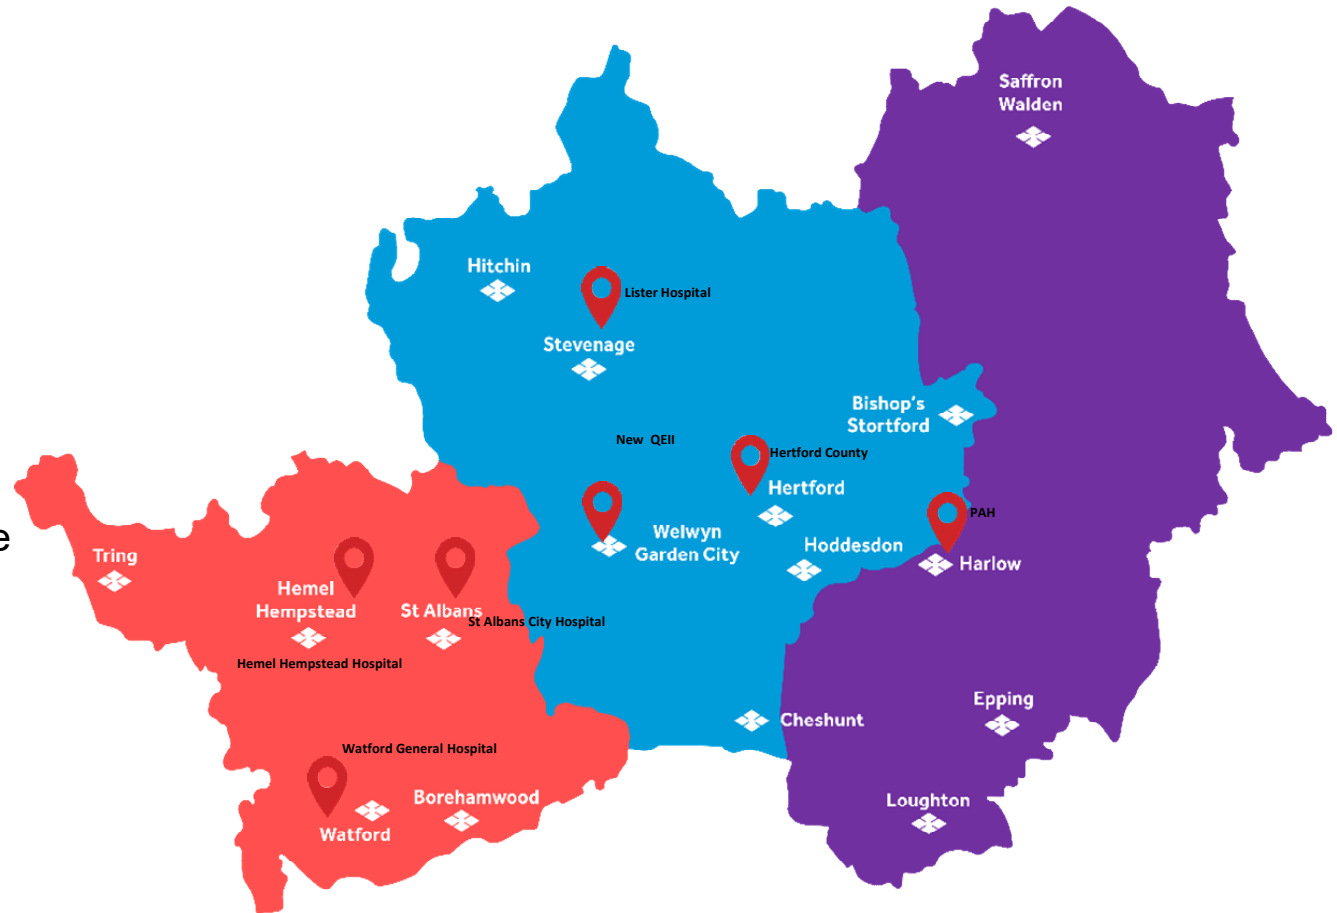 Saffron
Walden
Hitchin
Lister Hospital
Stevenage
Bishop's
Stortford
New QEII
Hertford County
Hertford
PAH
Welwyn
Garden City
Hoddesdon
Harlow
e
Tring
Hemel
Hempstead
St Albans
St Albans City Hospital
Hemel Hempstead Hospital
Epping
Cheshunt
Watford General Hospital
Borehamwood
Loughton
Watford